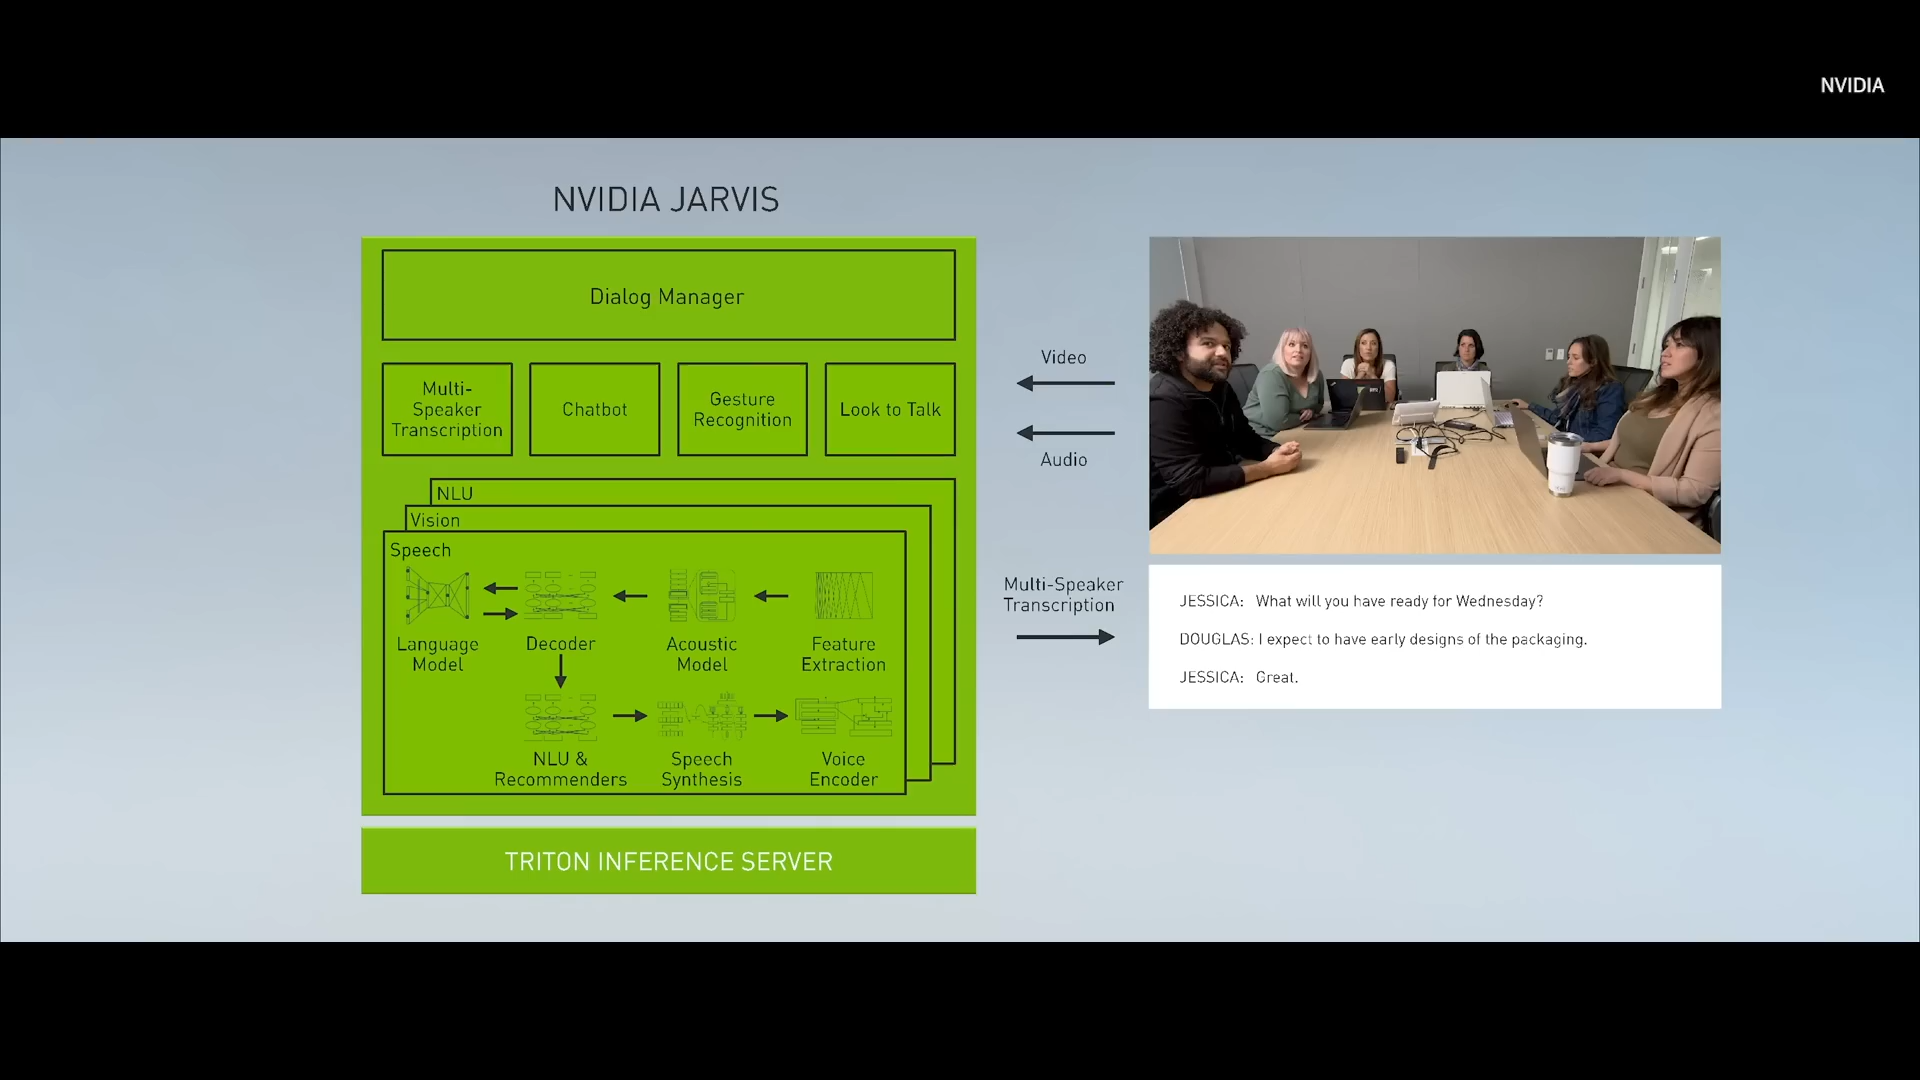 NVIDIA
NVIDIA JARVIS
Dialog Manager
Multi-
Speaker
Transcription
Chatbot
Gesture
Recognition
Look to Talk
NLU
Vision
Speech
Language
Model
Decoder
Acoustic
Model
Feature
Extraction
NLU &
Recommenders
Speech
Synthesis
Voice
Encoder
TRITON INFERENCE SERVER
Video
Audio
Multi-Speaker
Transcription
JESSICA: What will you have ready for Wednesday?
DOUGLAS: I expect to have early designs of the packaging.
JESSICA: Great.